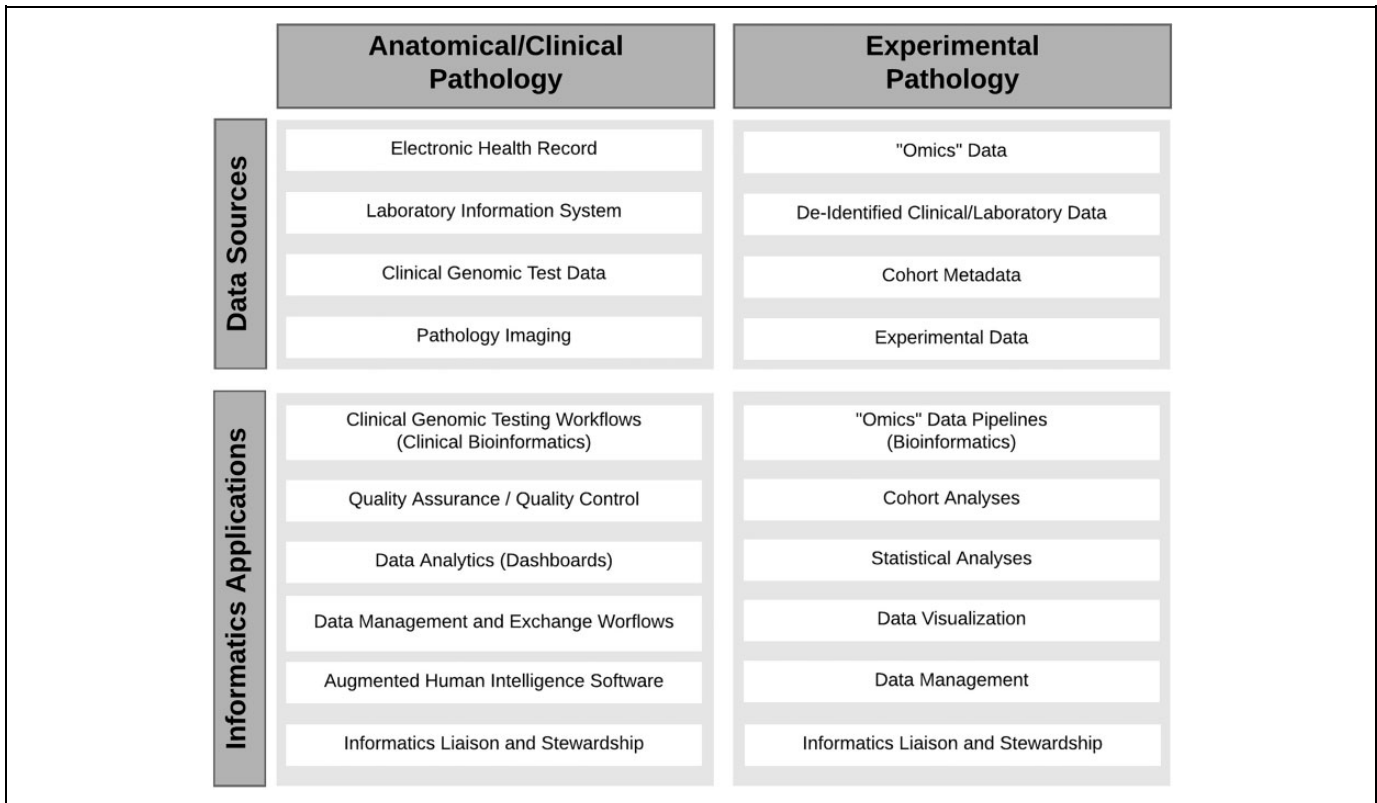 Anatomical/Clinical
Pathology
Experimental
Pathology
Data Sources
Electronic Health Record
Laboratory Information System
Clinical Genomic Test Data
Pathology Imaging
"Omics" Data
De-Identified Clinical/Laboratory Data
Cohort Metadata
Experimental Data
Informatics Applications
Clinical Genomic Testing Workflows
(Clinical Bioinformatics)
Quality Assurance / Quality Control
Data Analytics (Dashboards)
Data Management and Exchange Worflows
Augmented Human Intelligence Software
Informatics Liaison and Stewardship
"Omics" Data Pipelines
(Bioinformatics)
Cohort Analyses
Statistical Analyses
Data Visualization
Data Management
Informatics Liaison and Stewardship